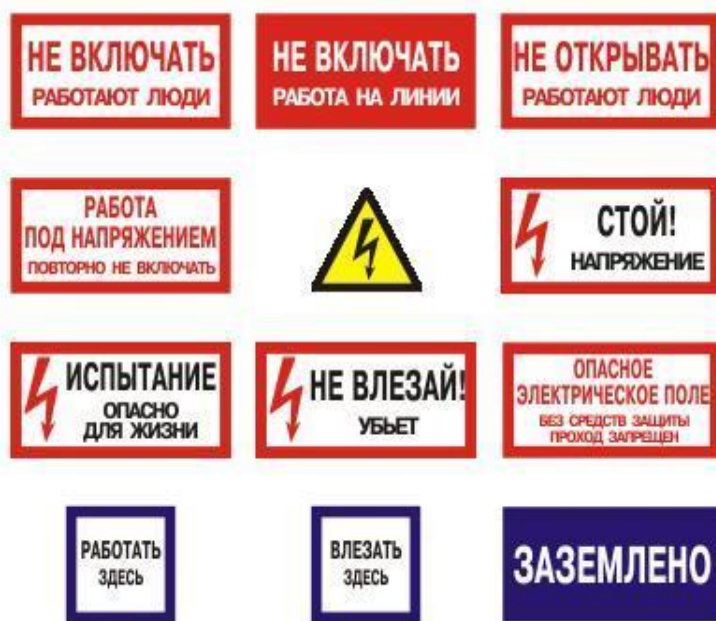 НЕ ВКЛЮЧАТЬ
РАБОТАЮТ ЛЮДИ
НЕ ВКЛЮЧАТЬ
РАБОТА НА ЛИНИИ
НЕ ОТКРЫВАТЬ
РАБОТАЮТ ЛЮДИ
РАБОТА
ПОД НАПРЯЖЕНИЕМ
ПОВТОРНО НЕ ВКЛЮЧАТЬ
СТОЙ!
НАПРЯЖЕНИЕ
ИСПЫТАНИЕ
ОПАСНО
ДЛЯ ЖИЗНИ
НЕ ВЛЕЗАЙ!
УБЬЕТ
ОПАСНОЕ
ЭЛЕКТРИЧЕСКОЕ ПОЛЕ
БЕЗ СРЕДСТВ ЗАЩИТЫ
ПРОХОД ЗАПРЕЩЕН
РАБОТАТЬ
ЗДЕСЬ
ВЛЕЗАТЬ
ЗДЕСЬ
ЗАЗЕМЛЕНО